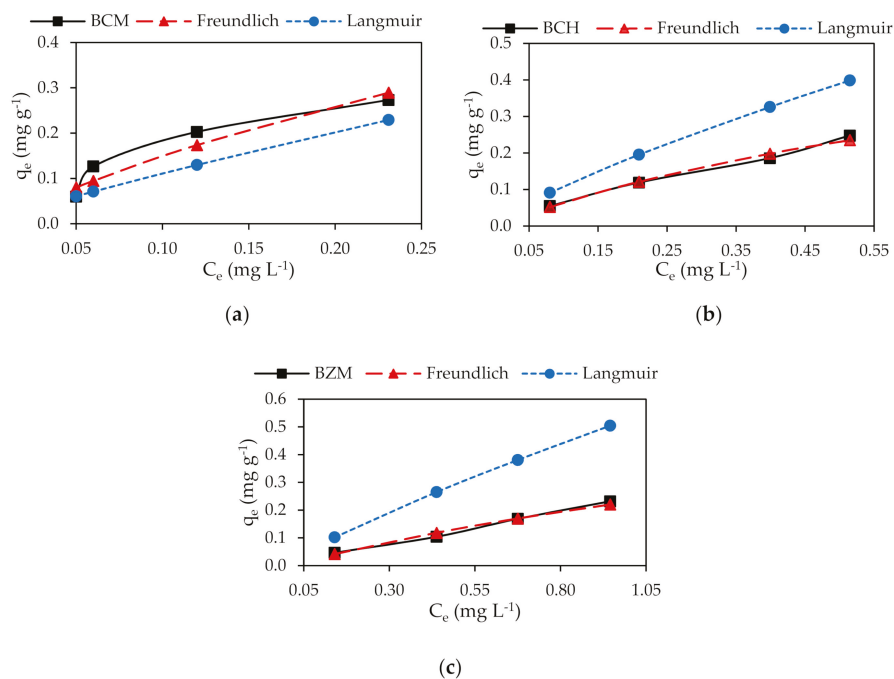 BCM Freundlich Langmuir
0.4
0.3
0.2
0.1
0.0
qe (mg g-1)
0.05 0.10 0.15 0.20 0.25
Ce (mg L-1)
(a)
BCH Freundlich Langmuir
0.5
0.4
0.3
0.2
0.1
0.0
qe (mg g-1)
0.05 0.15 0.25 0.35 0.45 0.55
Ce (mg L-1)
(b)
BZM Freundlich Langmuir
0.6
0.5
0.4
0.3
0.2
0.1
0.0
qe (mg g-1)
0.05 0.30 0.55 0.80 1.05
Ce (mg L-1)
(c)